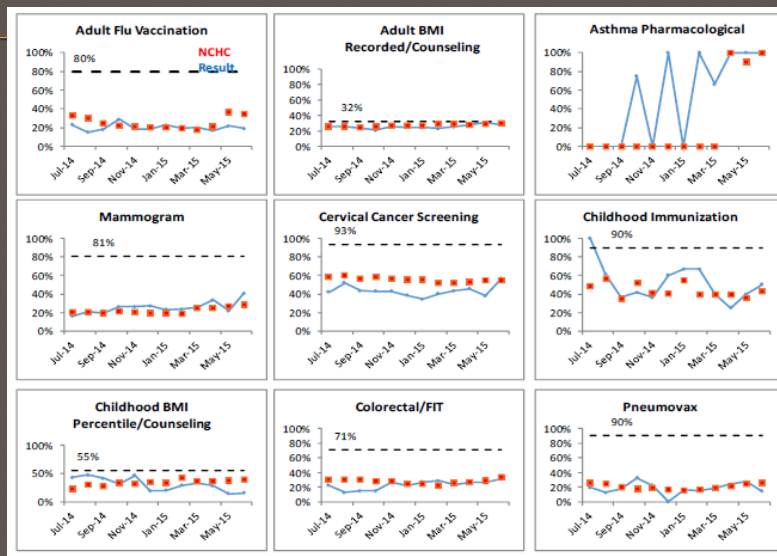 Adult Flu Vaccination
100%
80%
60%
40%
20%
0%
80%
NCHC
Result
Jul-14
Sep-14
Nov-14
Jan-15
Mar-15
May-15
Adult BMI
Recorded/Counseling
100%
80%
60%
40%
20%
0%
32%
Jul-14
Sep-14
Nov-14
Jan-15
Mar-15
May-15
Asthma Pharmacological
100%
80%
60%
40%
20%
0%
Jul-14
Sep-14
Nov-14
Jan-15
Mar-15
May-15
Mammogram
100%
80%
60%
40%
20%
0%
81%
Jul-14
Sep-14
Nov-14
Jan-15
Mar-15
May-15
Cervical Cancer Screening
100%
80%
60%
40%
20%
0%
93%
Jul-14
Sep-14
Nov-14
Jan-15
Mar-15
May-15
Childhood Immunization
100%
80%
60%
40%
20%
0%
90%
Jul-14
Sep-14
Nov-14
Jan-15
Mar-15
May-15
Childhood BMI
Percentile/Counseling
100%
50%
0%
55%
Jul-14
Sep-14
Nov-14
Jan-15
Mar-15
May-15
Colorectal/FIT
100%
80%
60%
40%
20%
0%
71%
Jul-14
Sep-14
Nov-14
Jan-15
Mar-15
May-15
Pneumovax
100%
80%
60%
40%
20%
0%
90%
Jul-14
Sep-14
Nov-14
Jan-15
Mar-15
May-15